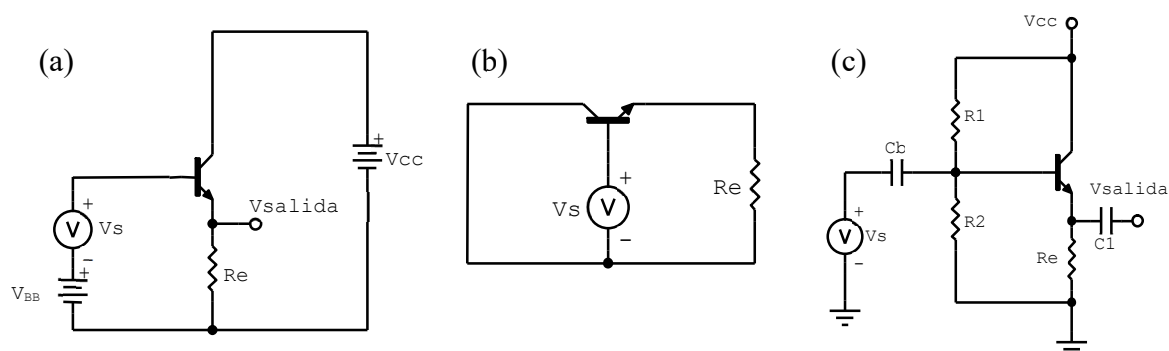 (a)
+
Vcc
Vsalida
+
V
Vs
-
+
VBB
Re
(b)
+
Vs
V
-
Re
(c)
Vcc
R1
Cb
Vsalida
+
V
Vs
-
R2
C1
Re